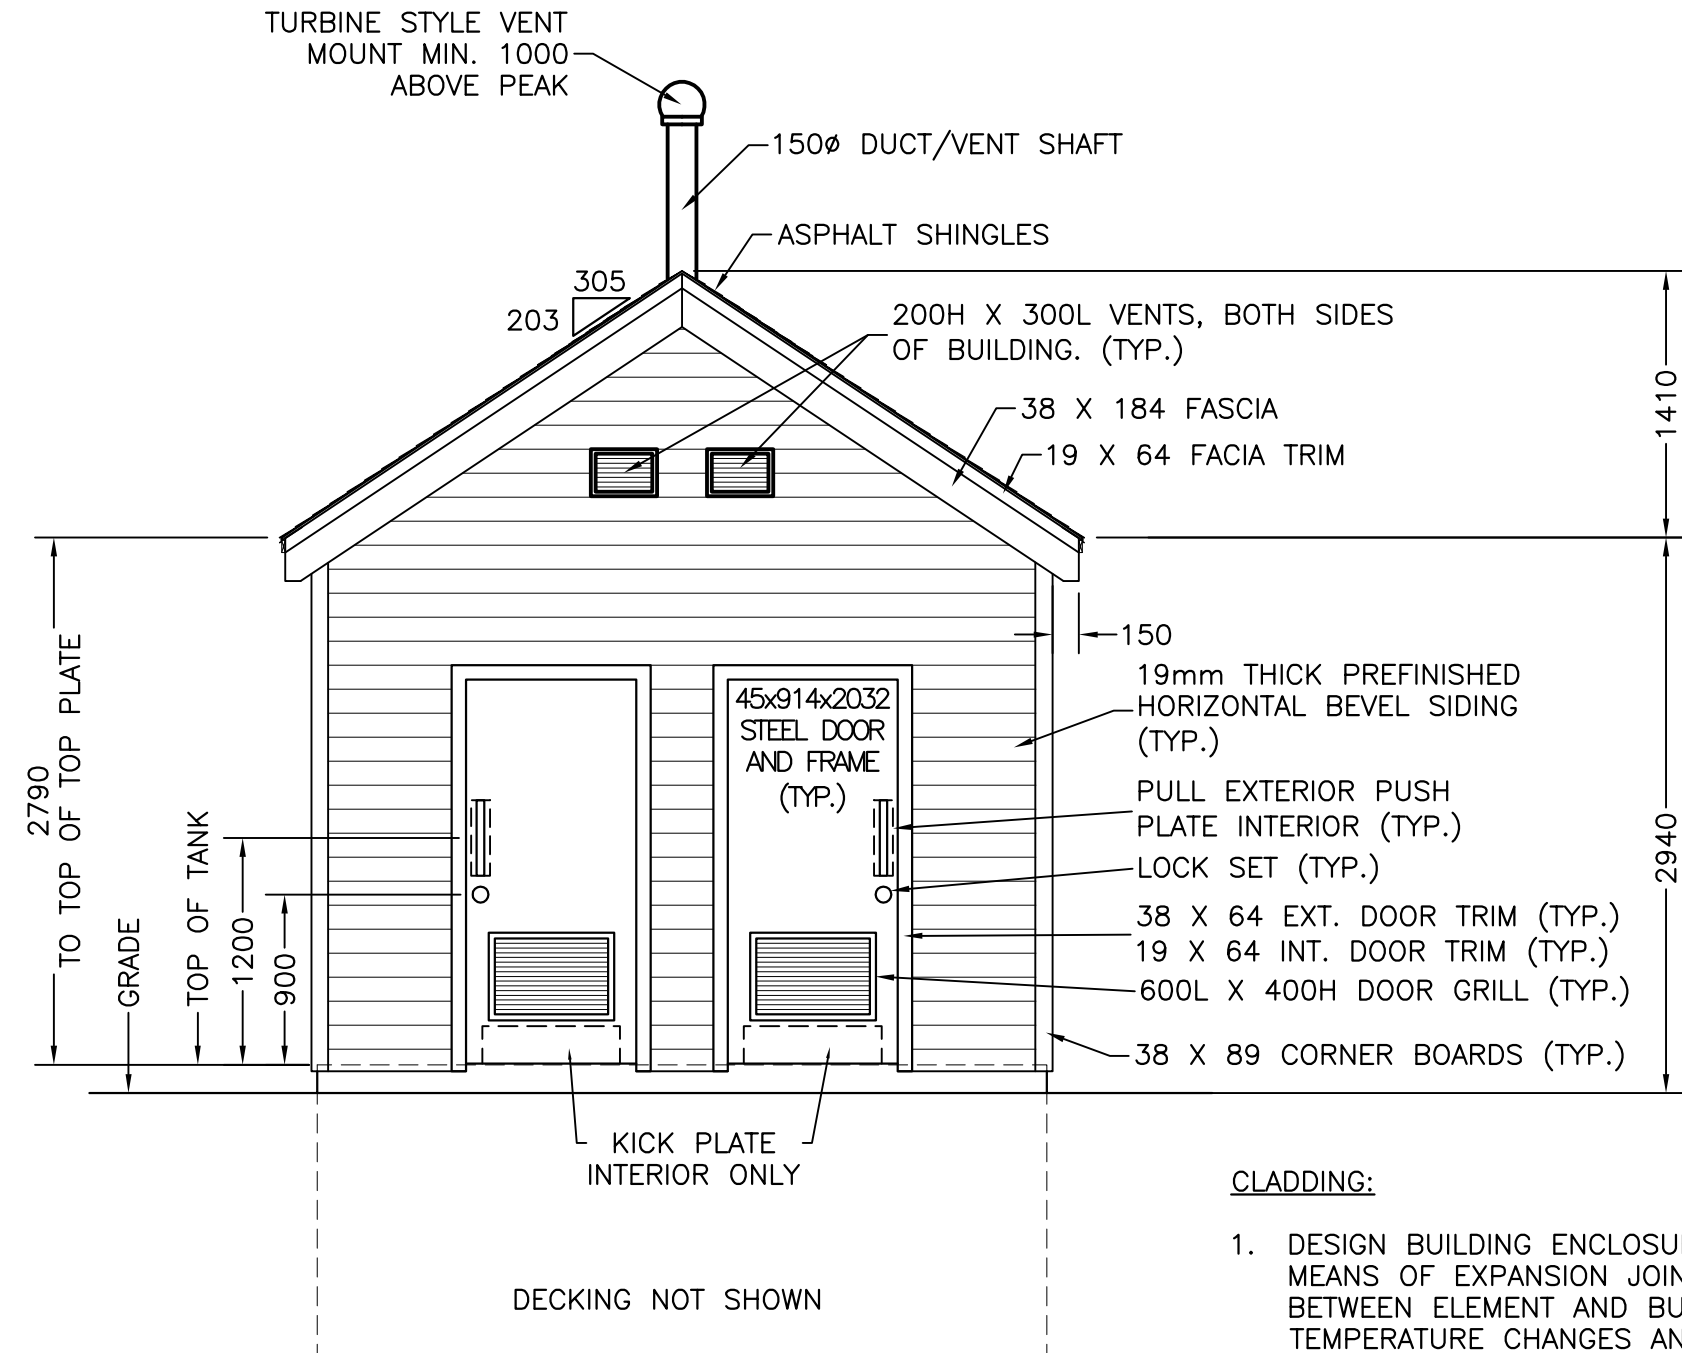 TURBINE STYLE VENT
MOUNT MIN. 1000
ABOVE PEAK
150ø DUCT/VENT SHAFT
ASPHALT SHINGLES
305
203
200H X 300L VENTS, BOTH SIDES
OF BUILDING. (TYP.)
38 X 184 FASCIA
19 X 64 FACIA TRIM
1410
150
19mm THICK PREFINISHED
HORIZONTAL BEVEL SIDING
(TYP.)
45x914x2032
STEEL DOOR
AND FRAME
(TYP.)
PULL EXTERIOR PUSH
PLATE INTERIOR (TYP.)
LOCK SET (TYP.)
38 X 64 EXT. DOOR TRIM (TYP.)
19 X 64 INT. DOOR TRIM (TYP.)
600L X 400H DOOR GRILL (TYP.)
38 X 89 CORNER BOARDS (TYP.)
2940
2790
TO TOP OF TOP PLATE
GRADE
TOP OF TANK
1200
900
KICK PLATE
INTERIOR ONLY
DECKING NOT SHOWN
CLADDING:
1. DESIGN BUILDING
MEANS OF EXPANSION
BETWEEN ELEMENT AND
TEMPERATURE CHANGES